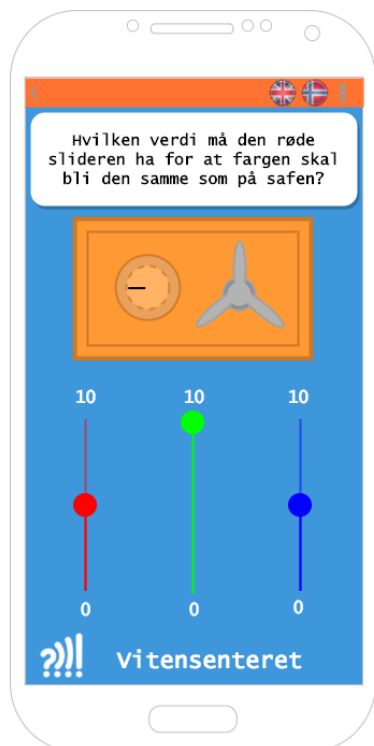 Hvilken verdi må den røde
slideren ha for at fargen skal
bli den samme som på safen?
10 10 10
0 0 0
?))! Vitensenteret